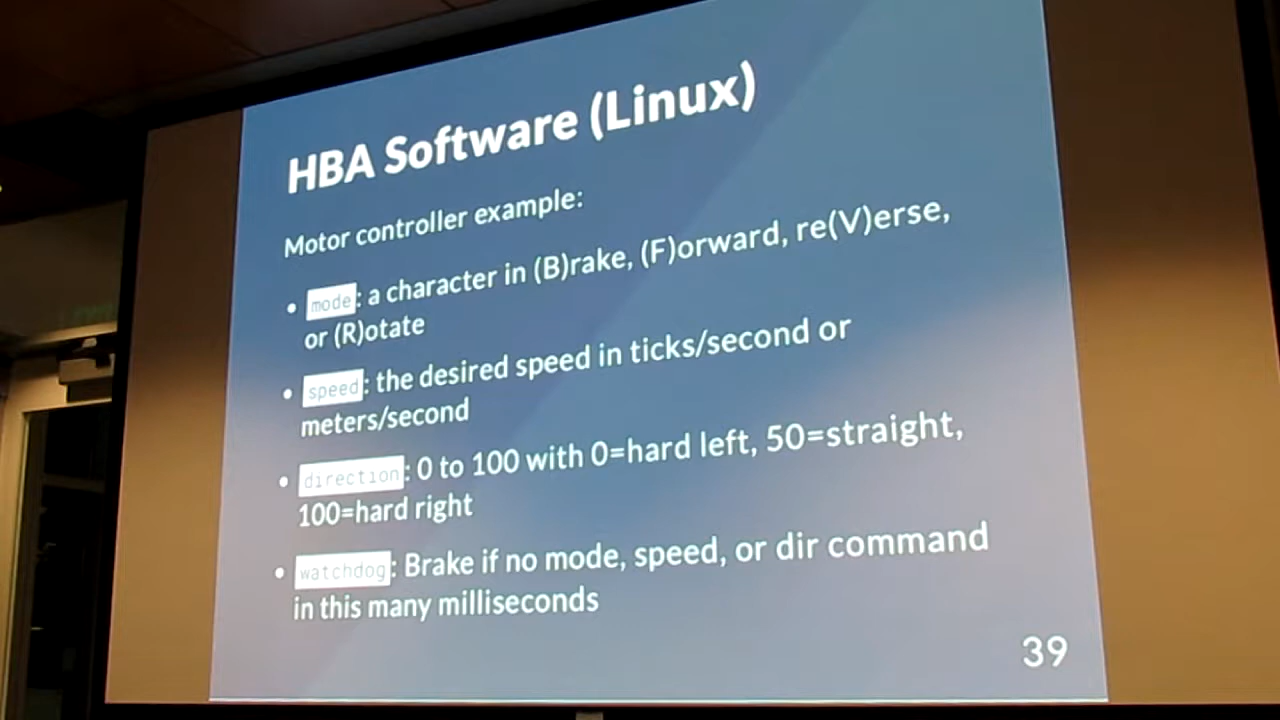 HBA Software (Linux)
Motor controller example:
• mode: a character in (B)rake, (F)orward, re(V)erse,
or (R)otate
• speed: the desired speed in ticks/second or
meters/second
• direction: 0 to 100 with 0=hard left, 50=straight,
100=hard right
• watchdog: Brake if no mode, speed, or dir command
in this many milliseconds
39